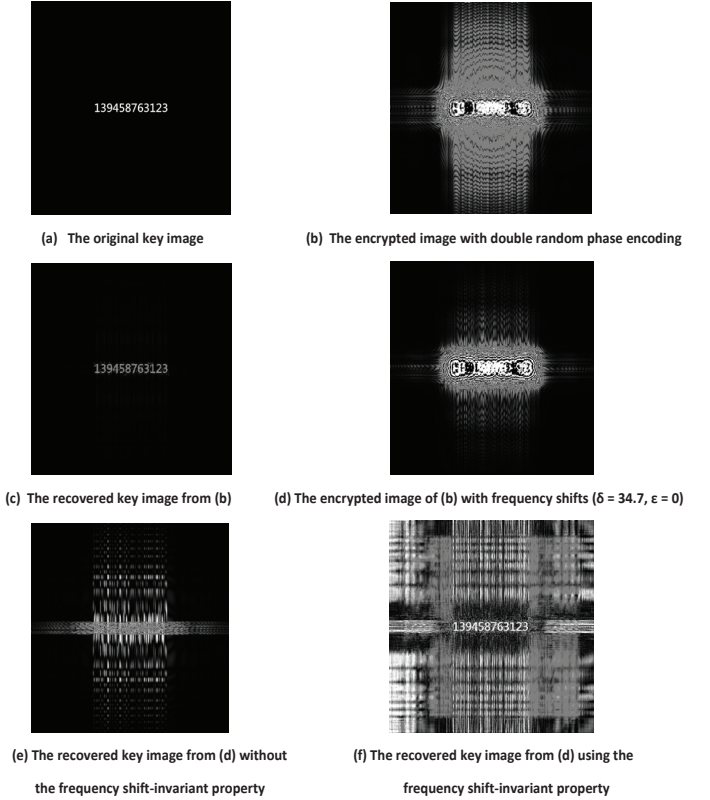 139458763123
(a) The original key image
(b) The encrypted image with double random phase encoding
139458763123
(c) The recovered key image from (b)
(d) The encrypted image of (b) with frequency shifts (δ = 34.7, ε = 0)
139458763123
(e) The recovered key image from (d) without
the frequency shift-invariant property
(f) The recovered key image from (d) using the
frequency shift-invariant property